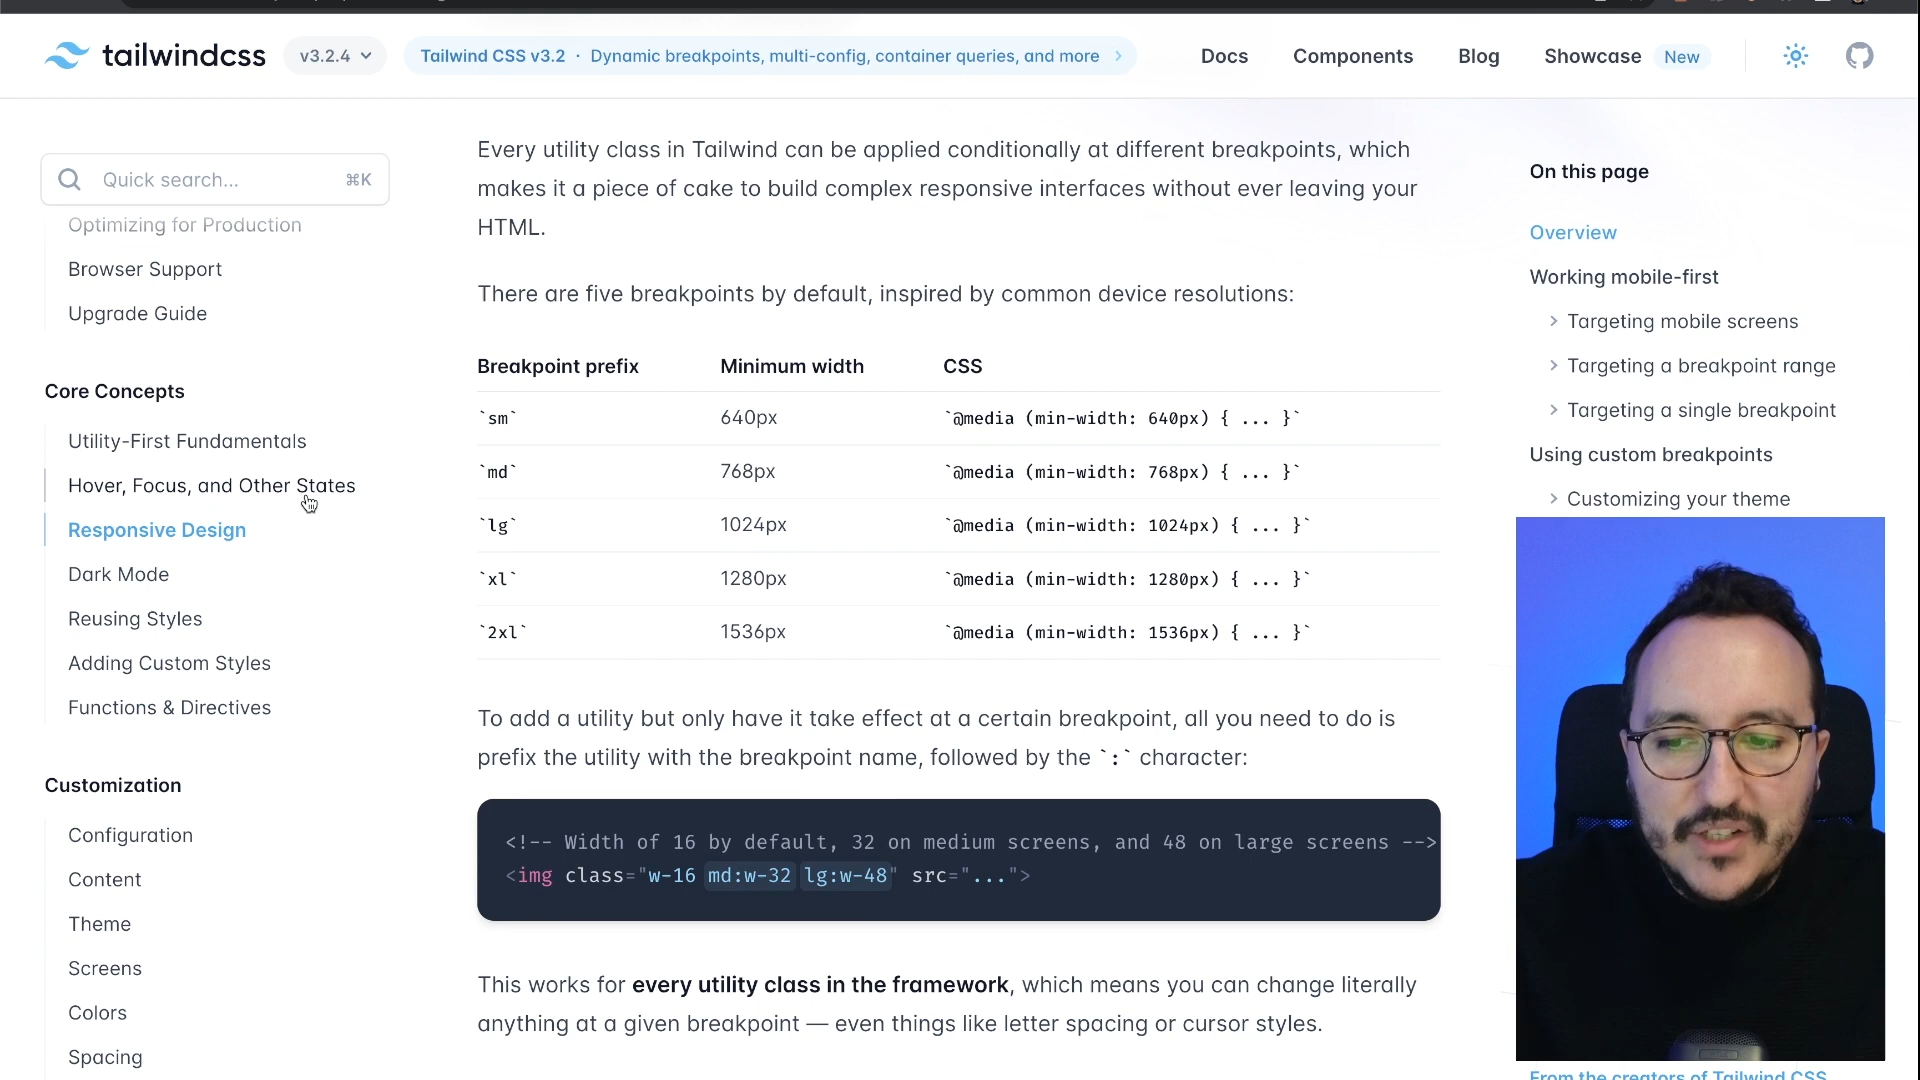 tailwindcss
v3.2.4
Tailwind CSS v3.2 · Dynamic breakpoints, multi-config, container queries, and more
Docs
Components
Blog
Showcase
New
Quick search...
⌘K
Optimizing for Production
Browser Support
Upgrade Guide
Core Concepts
Utility-First Fundamentals
Hover, Focus, and Other States
Responsive Design
Dark Mode
Reusing Styles
Adding Custom Styles
Functions & Directives
Customization
Configuration
Content
Theme
Screens
Colors
Spacing
Every utility class in Tailwind can be applied conditionally at different breakpoints, which
makes it a piece of cake to build complex responsive interfaces without ever leaving your
HTML.
There are five breakpoints by default, inspired by common device resolutions:
Breakpoint prefix Minimum width CSS
`sm` 640px `@media (min-width: 640px) { ... }`
`md` 768px `@media (min-width: 768px) { ... }`
`lg` 1024px `@media (min-width: 1024px) { ... }`
`xl` 1280px `@media (min-width: 1280px) { ... }`
`2xl` 1536px `@media (min-width: 1536px) { ... }`
To add a utility but only have it take effect at a certain breakpoint, all you need to do is
prefix the utility with the breakpoint name, followed by the `:` character:
<!-- Width of 16 by default, 32 on medium screens, and 48 on large screens -->
<img class="w-16 md:w-32 lg:w-48" src="...">
This works for every utility class in the framework, which means you can change literally
anything at a given breakpoint — even things like letter spacing or cursor styles.
On this page
Overview
Working mobile-first
Targeting mobile screens
Targeting a breakpoint range
Targeting a single breakpoint
Using custom breakpoints
Customizing your theme
From the creators of Tailwind CSS